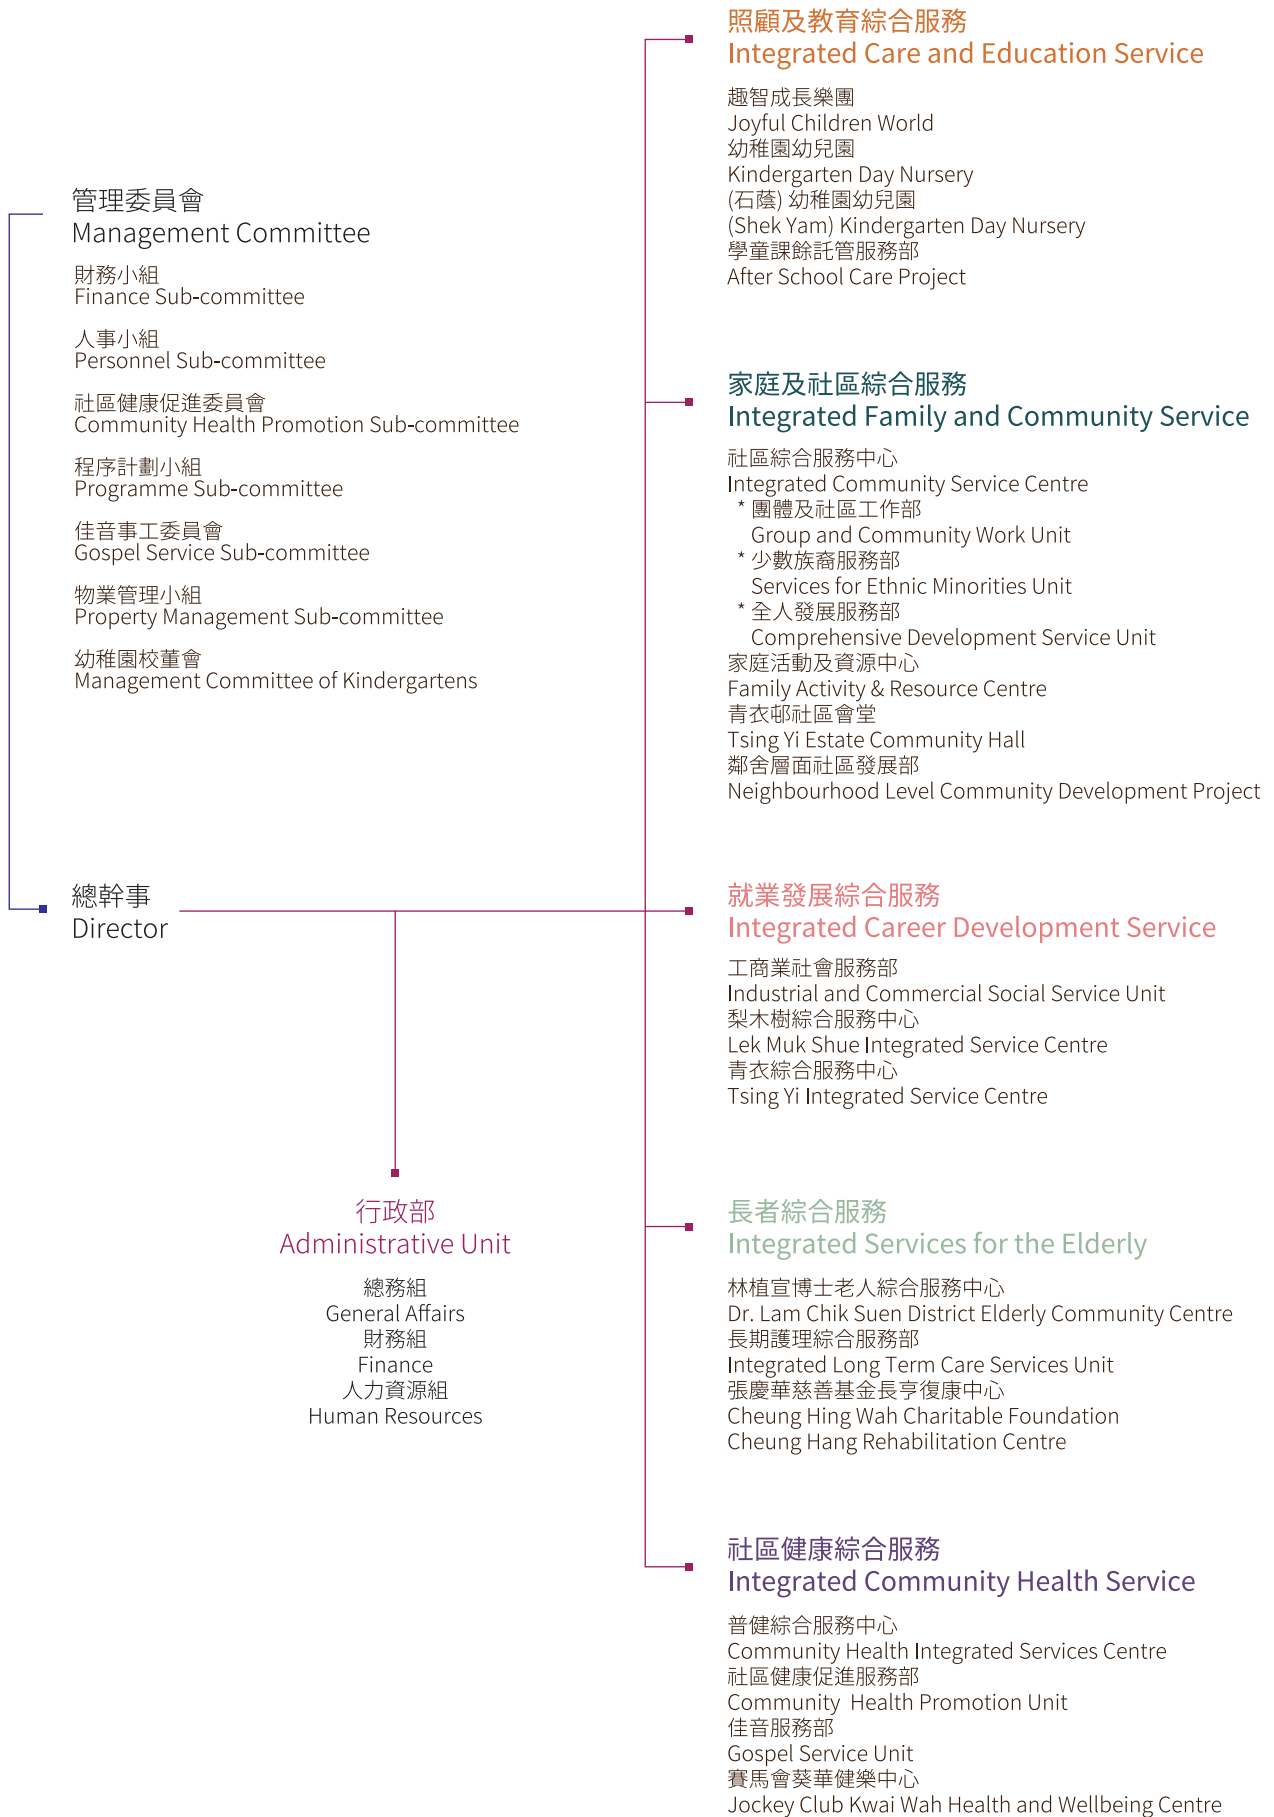 管理委員會
Management Committee
財務小組
Finance Sub-committee
人事小組
Personnel Sub-committee
社區健康促進委員會
Community Health Promotion Sub-committee
程序計劃小組
Programme Sub-committee
佳音事工委員會
Gospel Service Sub-committee
物業管理小組
Property Management Sub-committee
幼稚園校董會
Management Committee of Kindergartens
總幹事
Director
行政部
Administrative Unit
總務組
General Affairs
財務組
Finance
人力資源組
Human Resources
照顧及教育綜合服務
Integrated Care and Education Service
趣智成長樂團
Joyful Children World
幼稚園幼兒園
Kindergarten Day Nursery
(石蔭) 幼稚園幼兒園
(Shek Yam) Kindergarten Day Nursery
學童課餘託管服務部
After School Care Project
家庭及社區綜合服務
Integrated Family and Community Service
社區綜合服務中心
Integrated Community Service Centre
* 團體及社區工作部
Group and Community Work Unit
* 少數族裔服務部
Services for Ethnic Minorities Unit
* 全人發展服務部
Comprehensive Development Service Unit
家庭活動及資源中心
Family Activity & Resource Centre
青衣邨社區會堂
Tsing Yi Estate Community Hall
鄰舍層面社區發展部
Neighbourhood Level Community Development Project
就業發展綜合服務
Integrated Career Development Service
工商業社會服務部
Industrial and Commercial Social Service Unit
梨木樹綜合服務中心
Lek Muk Shue Integrated Service Centre
青衣綜合服務中心
Tsing Yi Integrated Service Centre
長者綜合服務
Integrated Services for the Elderly
林植宣博士老人綜合服務中心
Dr. Lam Chik Suen District Elderly Community Centre
長期護理綜合服務部
Integrated Long Term Care Services Unit
張慶華慈善基金長亨復康中心
Cheung Hing Wah Charitable Foundation
Cheung Hang Rehabilitation Centre
社區健康綜合服務
Integrated Community Health Service
普健綜合服務中心
Community Health Integrated Services Centre
社區健康促進服務部
Community Health Promotion Unit
佳音服務部
Gospel Service Unit
賽馬會葵華健樂中心
Jockey Club Kwai Wah Health and Wellbeing Centre